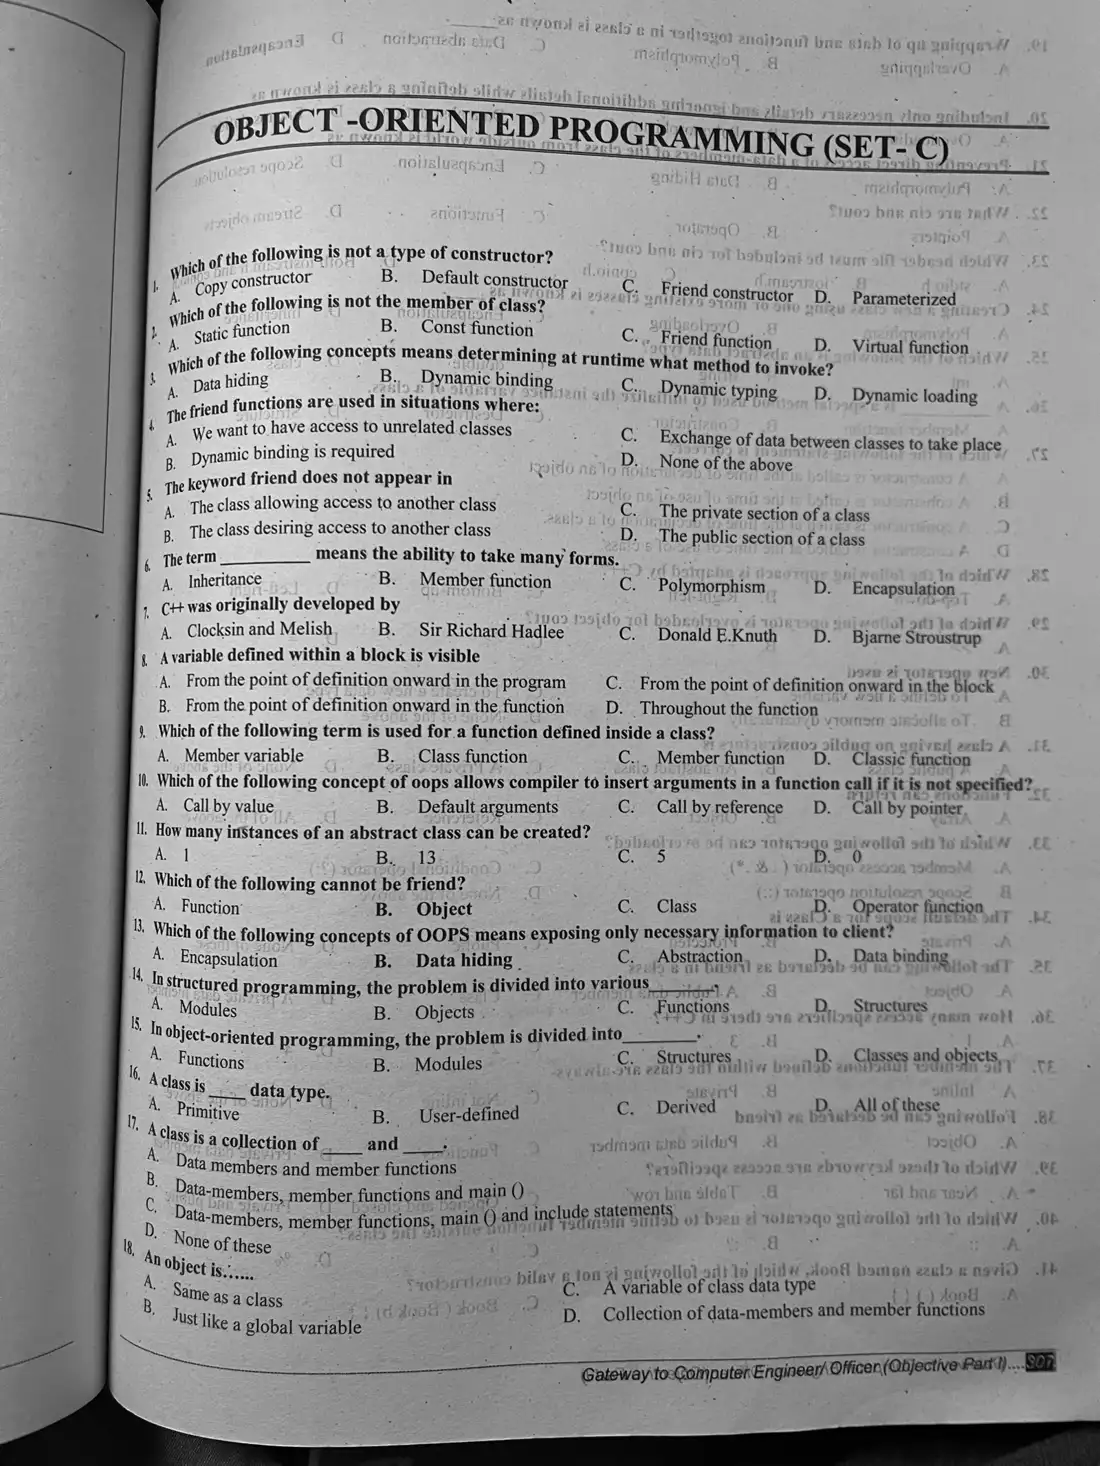 OBJECT -ORIENTED PROGRAMMING (SET- C)
1. Which of the following is not a type of constructor?
A. Copy constructor B. Default constructor C. Friend constructor D. Parameterized
2. Which of the following is not the member of class?
A. Static function B. Const function C. Friend function D. Virtual function
3. Which of the following concepts means determining at runtime what method to invoke?
A. Data hiding B. Dynamic binding C. Dynamic typing D. Dynamic loading
4. The friend functions are used in situations where:
A. We want to have access to unrelated classes C. Exchange of data between classes to take place
B. Dynamic binding is required D. None of the above
5. The keyword friend does not appear in
A. The class allowing access to another class C. The private section of a class
B. The class desiring access to another class D. The public section of a class
6. The term __________ means the ability to take many forms.
A. Inheritance B. Member function C. Polymorphism D. Encapsulation
7. C++ was originally developed by
A. Clocksin and Melish B. Sir Richard Hadlee C. Donald E.Knuth D. Bjarne Stroustrup
8. A variable defined within a block is visible
A. From the point of definition onward in the program C. From the point of definition onward in the block
B. From the point of definition onward in the function D. Throughout the function
9. Which of the following term is used for a function defined inside a class?
A. Member variable B. Class function C. Member function D. Classic function
10. Which of the following concept of oops allows compiler to insert arguments in a function call if it is not specified?
A. Call by value B. Default arguments C. Call by reference D. Call by pointer
11. How many instances of an abstract class can be created?
A. 1 B. 13 C. 5 D. 0
12. Which of the following cannot be friend?
A. Function B. Object C. Class D. Operator function
13. Which of the following concepts of OOPS means exposing only necessary information to client?
A. Encapsulation B. Data hiding C. Abstraction D. Data binding
14. In structured programming, the problem is divided into various_______.
A. Modules B. Objects C. Functions D. Structures
15. In object-oriented programming, the problem is divided into________.
A. Functions B. Modules C. Structures D. Classes and objects
16. A class is ____ data type.
A. Primitive B. User-defined C. Derived D. All of these
17. A class is a collection of ____ and ____.
A. Data members and member functions
B. Data-members, member functions and main ()
C. Data-members, member functions, main () and include statements
D. None of these
18. An object is.......
A. Same as a class C. A variable of class data type
B. Just like a global variable D. Collection of data-members and member functions
Gateway to Computer Engineer/ Officer (Objective Part I)....307